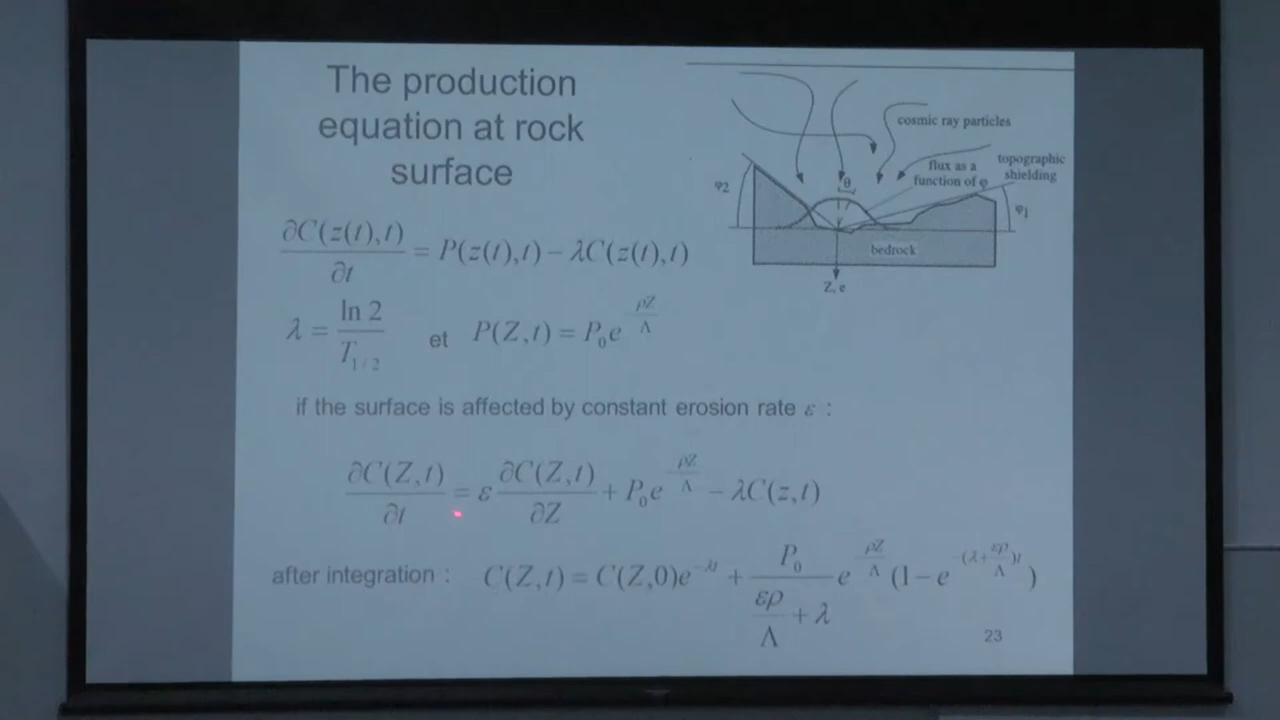 The production
equation at rock
surface
cosmic ray particles
flux as a
function of φ
topographic
shielding
φ2
θ
φ1
bedrock
Z, e
∂C(z(t),t)/∂t = P(z(t),t) − λC(z(t),t)
λ = ln 2/T1/2 et P(Z,t) = P₀e^(ρZ/Λ)
if the surface is affected by constant erosion rate ε :
∂C(Z,t)/∂t = ε ∂C(Z,t)/∂Z + P₀e^(ρZ/Λ) − λC(z,t)
after integration : C(Z,t) = C(Z,0)e^(−λt) + P₀/(ερ/Λ + λ) e^(ρZ/Λ) (1 − e^(−(λ+ερ/Λ)t))
23